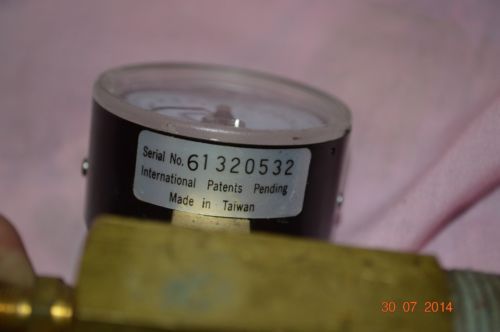 Serial No. 61320532
International Patents Pending
Made in Taiwan
30 07 2014